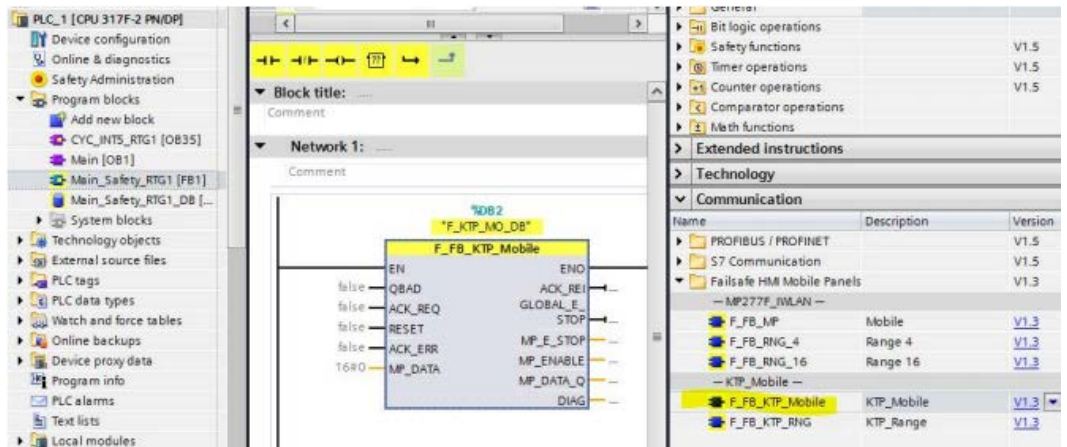 PLC_1 [CPU 317F-2 PN/DP]
Device configuration
Online & diagnostics
Safety Administration
Program blocks
Add new block
CYC_INT5_RTG1 [OB35]
Main [OB1]
Main_Safety_RTG1 [FB1]
Main_Safety_RTG1_DB [...
System blocks
Technology objects
External source files
PLC tags
PLC data types
Watch and force tables
Online backups
Device proxy data
Program info
PLC alarms
Text lists
Local modules
??
Block title: .....
Comment
Network 1: .....
Comment
%DB2
"F_KTP_MO_DB"
F_FB_KTP_Mobile
EN ENO
false QBAD ACK_REI ...
false ACK_REQ GLOBAL_E_
STOP ...
false RESET
false ACK_ERR MP_E_STOP ...
16#0 MP_DATA MP_ENABLE ...
MP_DATA_Q ...
DIAG ...
General
Bit logic operations
Safety functions V1.5
Timer operations V1.5
Counter operations V1.5
Comparator operations
Math functions
Extended instructions
Technology
Communication
Name Description Version
PROFIBUS / PROFINET V1.5
S7 Communication V1.5
Failsafe HMI Mobile Panels V1.3
— MP277F_IWLAN —
F_FB_MP Mobile V1.3
F_FB_RNG_4 Range 4 V1.3
F_FB_RNG_16 Range 16 V1.3
— KTP_Mobile —
F_FB_KTP_Mobile KTP_Mobile V1.3
F_FB_KTP_RNG KTP_Range V1.3